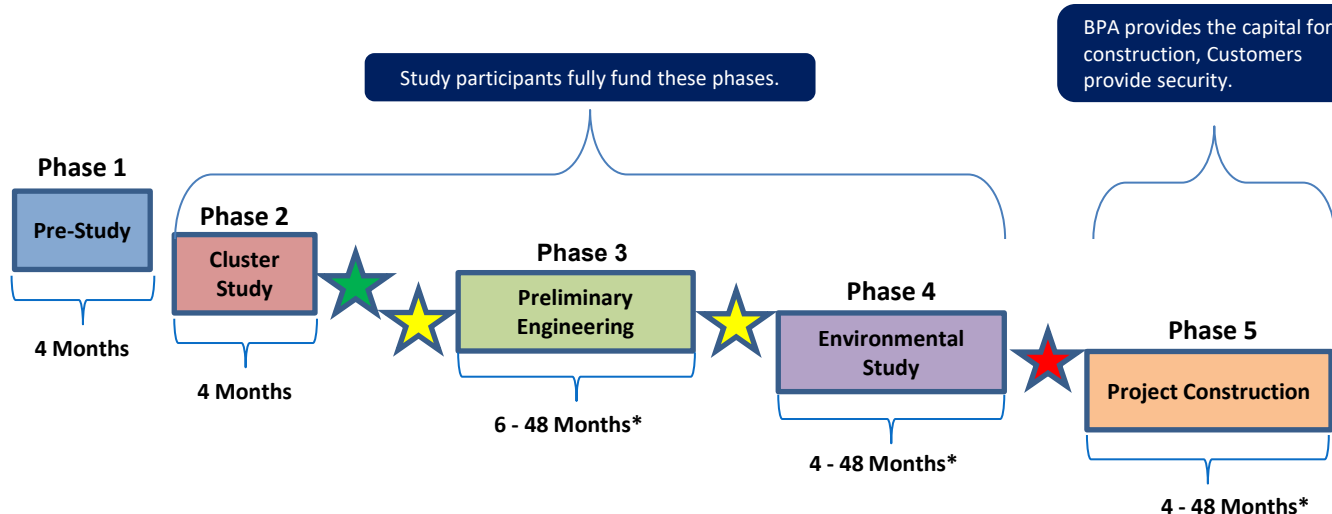 BPA provides the capital for
construction, Customers
provide security.
Study participants fully fund these phases.
Phase 1
Pre-Study
4 Months
Phase 2
Cluster
Study
4 Months
Phase 3
Preliminary
Engineering
6 - 48 Months*
Phase 4
Environmental
Study
4 - 48 Months*
Phase 5
Project Construction
4 - 48 Months*